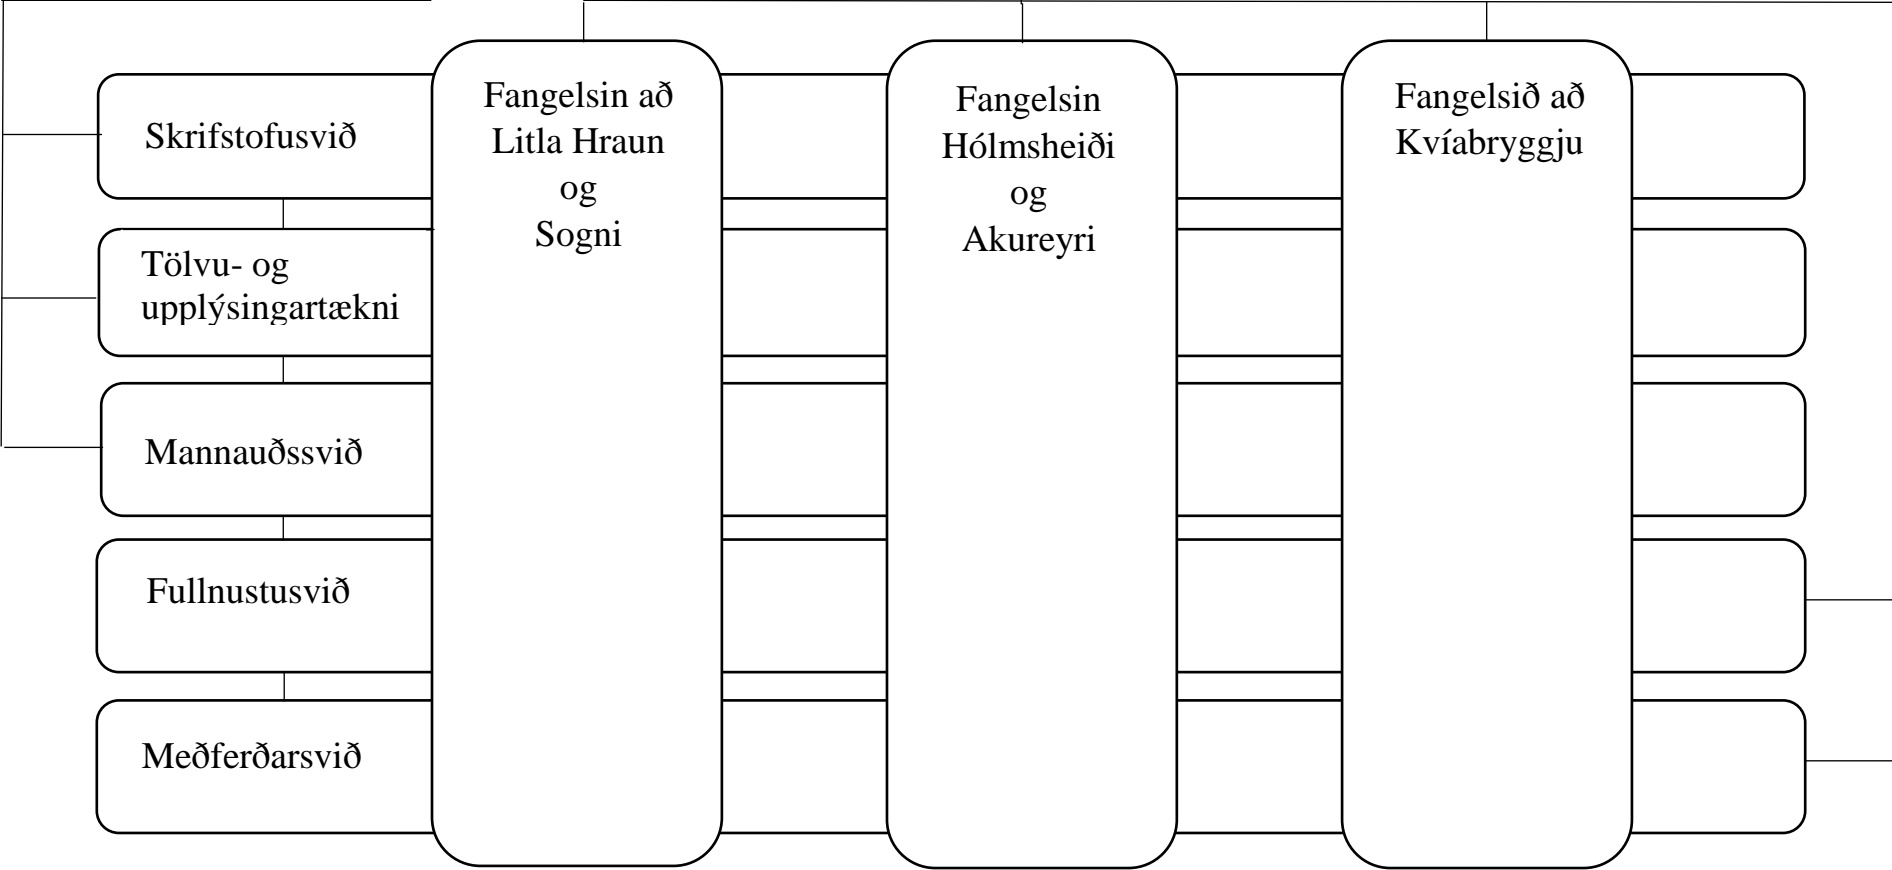 Fangelsin að
Litla Hraun
og
Sogni
Fangelsin
Hólmsheiði
og
Akureyri
Fangelsið að
Kvíabryggju
Skrifstofusvið
Tölvu- og
upplýsingartækni
Mannauðssvið
Fullnustusvið
Meðferðarsvið